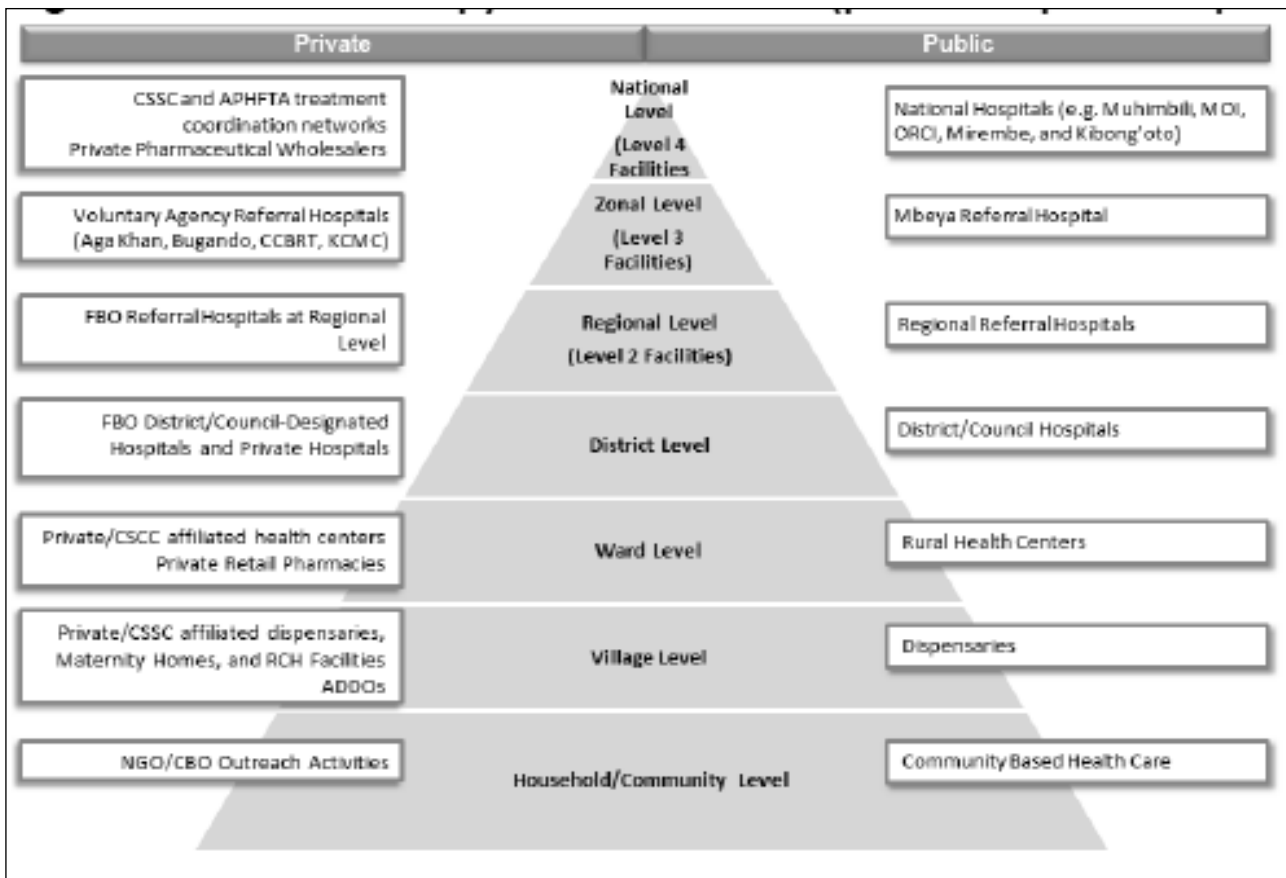 Private
Public
CSSC and APHFTA treatment
coordination networks
Private Pharmaceutical Wholesalers
National
Level
(Level 4
Facilities
National Hospitals (e.g. Muhimbili, MOI,
ORCI, Mirembe, and Kibong'oto)
Voluntary Agency Referral Hospitals
(Aga Khan, Bugando, CCBRT, KCMC)
Zonal Level
(Level 3
Facilities)
Mbeya Referral Hospital
FBO Referral Hospitals at Regional
Level
Regional Level
(Level 2 Facilities)
Regional Referral Hospitals
FBO District/Council-Designated
Hospitals and Private Hospitals
District Level
District/Council Hospitals
Private/CSCC affiliated health centers
Private Retail Pharmacies
Ward Level
Rural Health Centers
Private/CSSC affiliated dispensaries,
Maternity Homes, and RCH Facilities
ADDOs
Village Level
Dispensaries
NGO/CBO Outreach Activities
Household/Community Level
Community Based Health Care